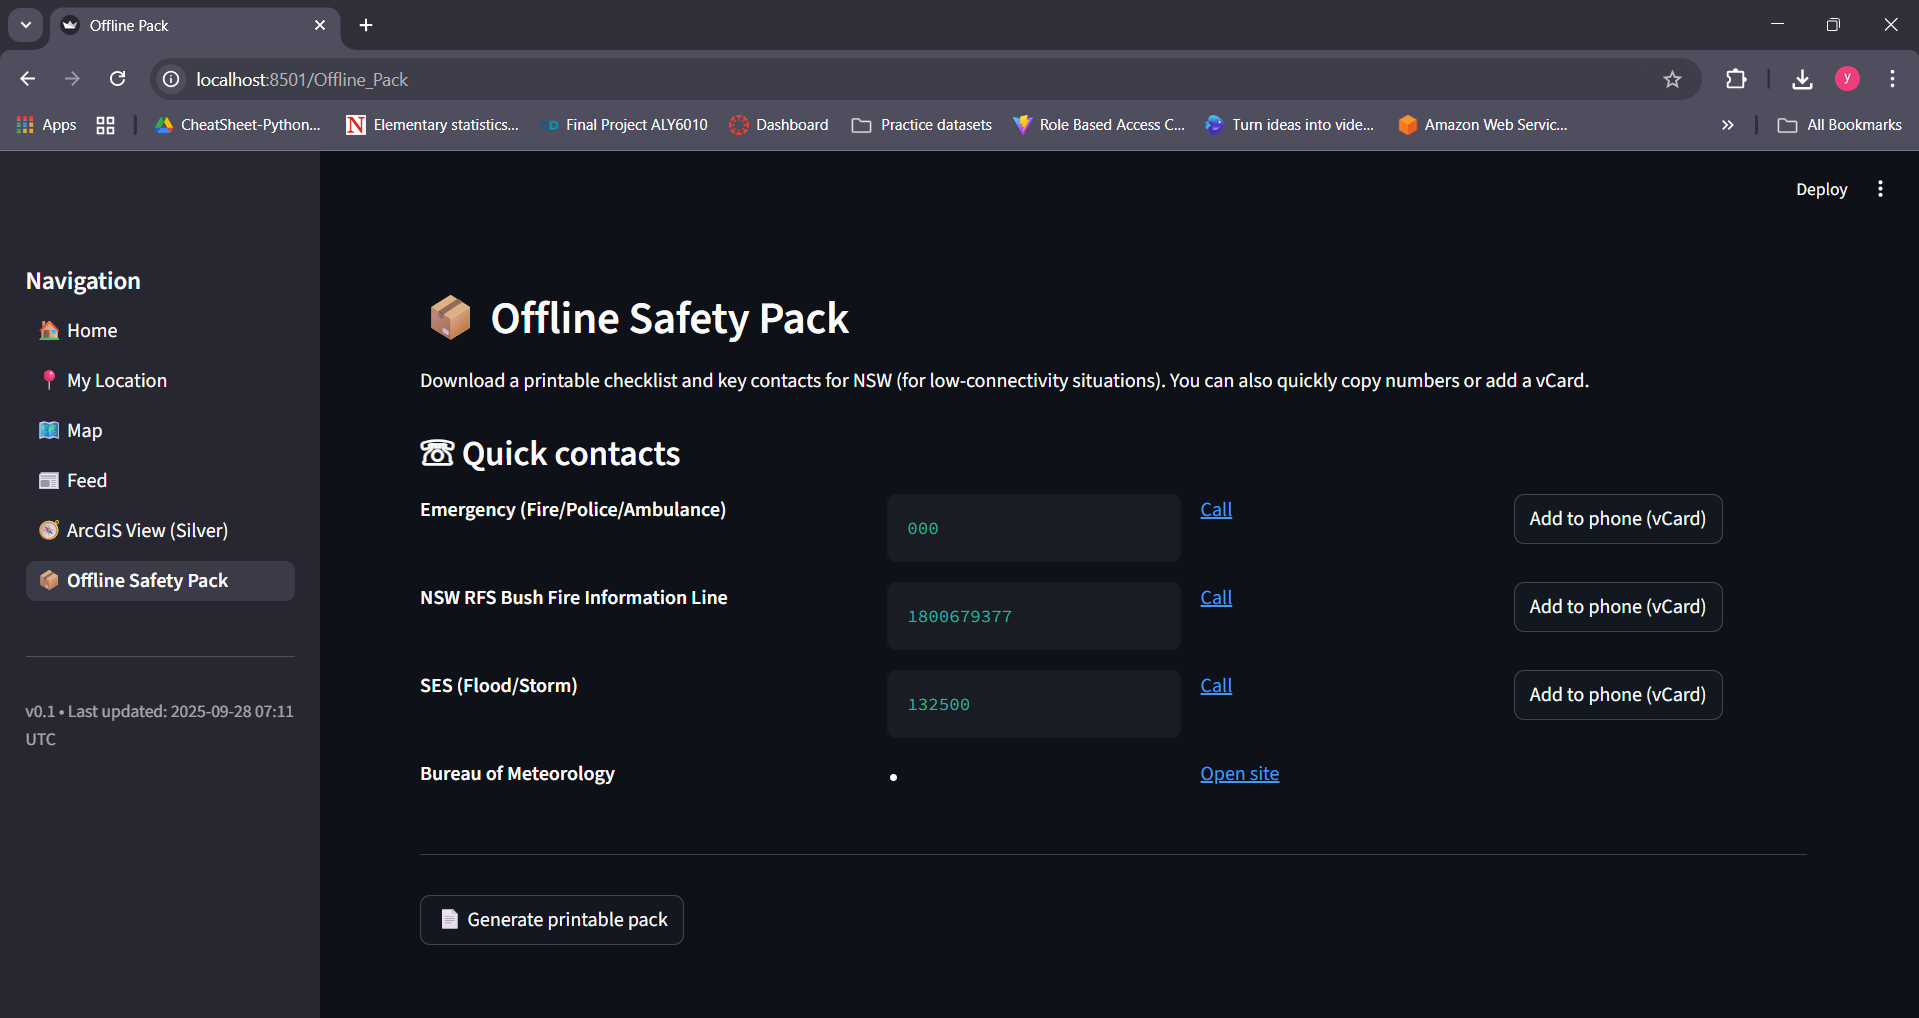 Offline Pack
localhost:8501/Offline_Pack
y
Apps
CheatSheet-Python...
Elementary statistics...
Final Project ALY6010
Dashboard
Practice datasets
Role Based Access C...
Turn ideas into vide...
Amazon Web Servic...
All Bookmarks
Deploy
Navigation
Home
My Location
Map
Feed
ArcGIS View (Silver)
Offline Safety Pack
v0.1 • Last updated: 2025-09-28 07:11
UTC
Offline Safety Pack
Download a printable checklist and key contacts for NSW (for low-connectivity situations). You can also quickly copy numbers or add a vCard.
☏ Quick contacts
Emergency (Fire/Police/Ambulance) 000 Call Add to phone (vCard)
NSW RFS Bush Fire Information Line 1800679377 Call Add to phone (vCard)
SES (Flood/Storm) 132500 Call Add to phone (vCard)
Bureau of Meteorology • Open site
Generate printable pack